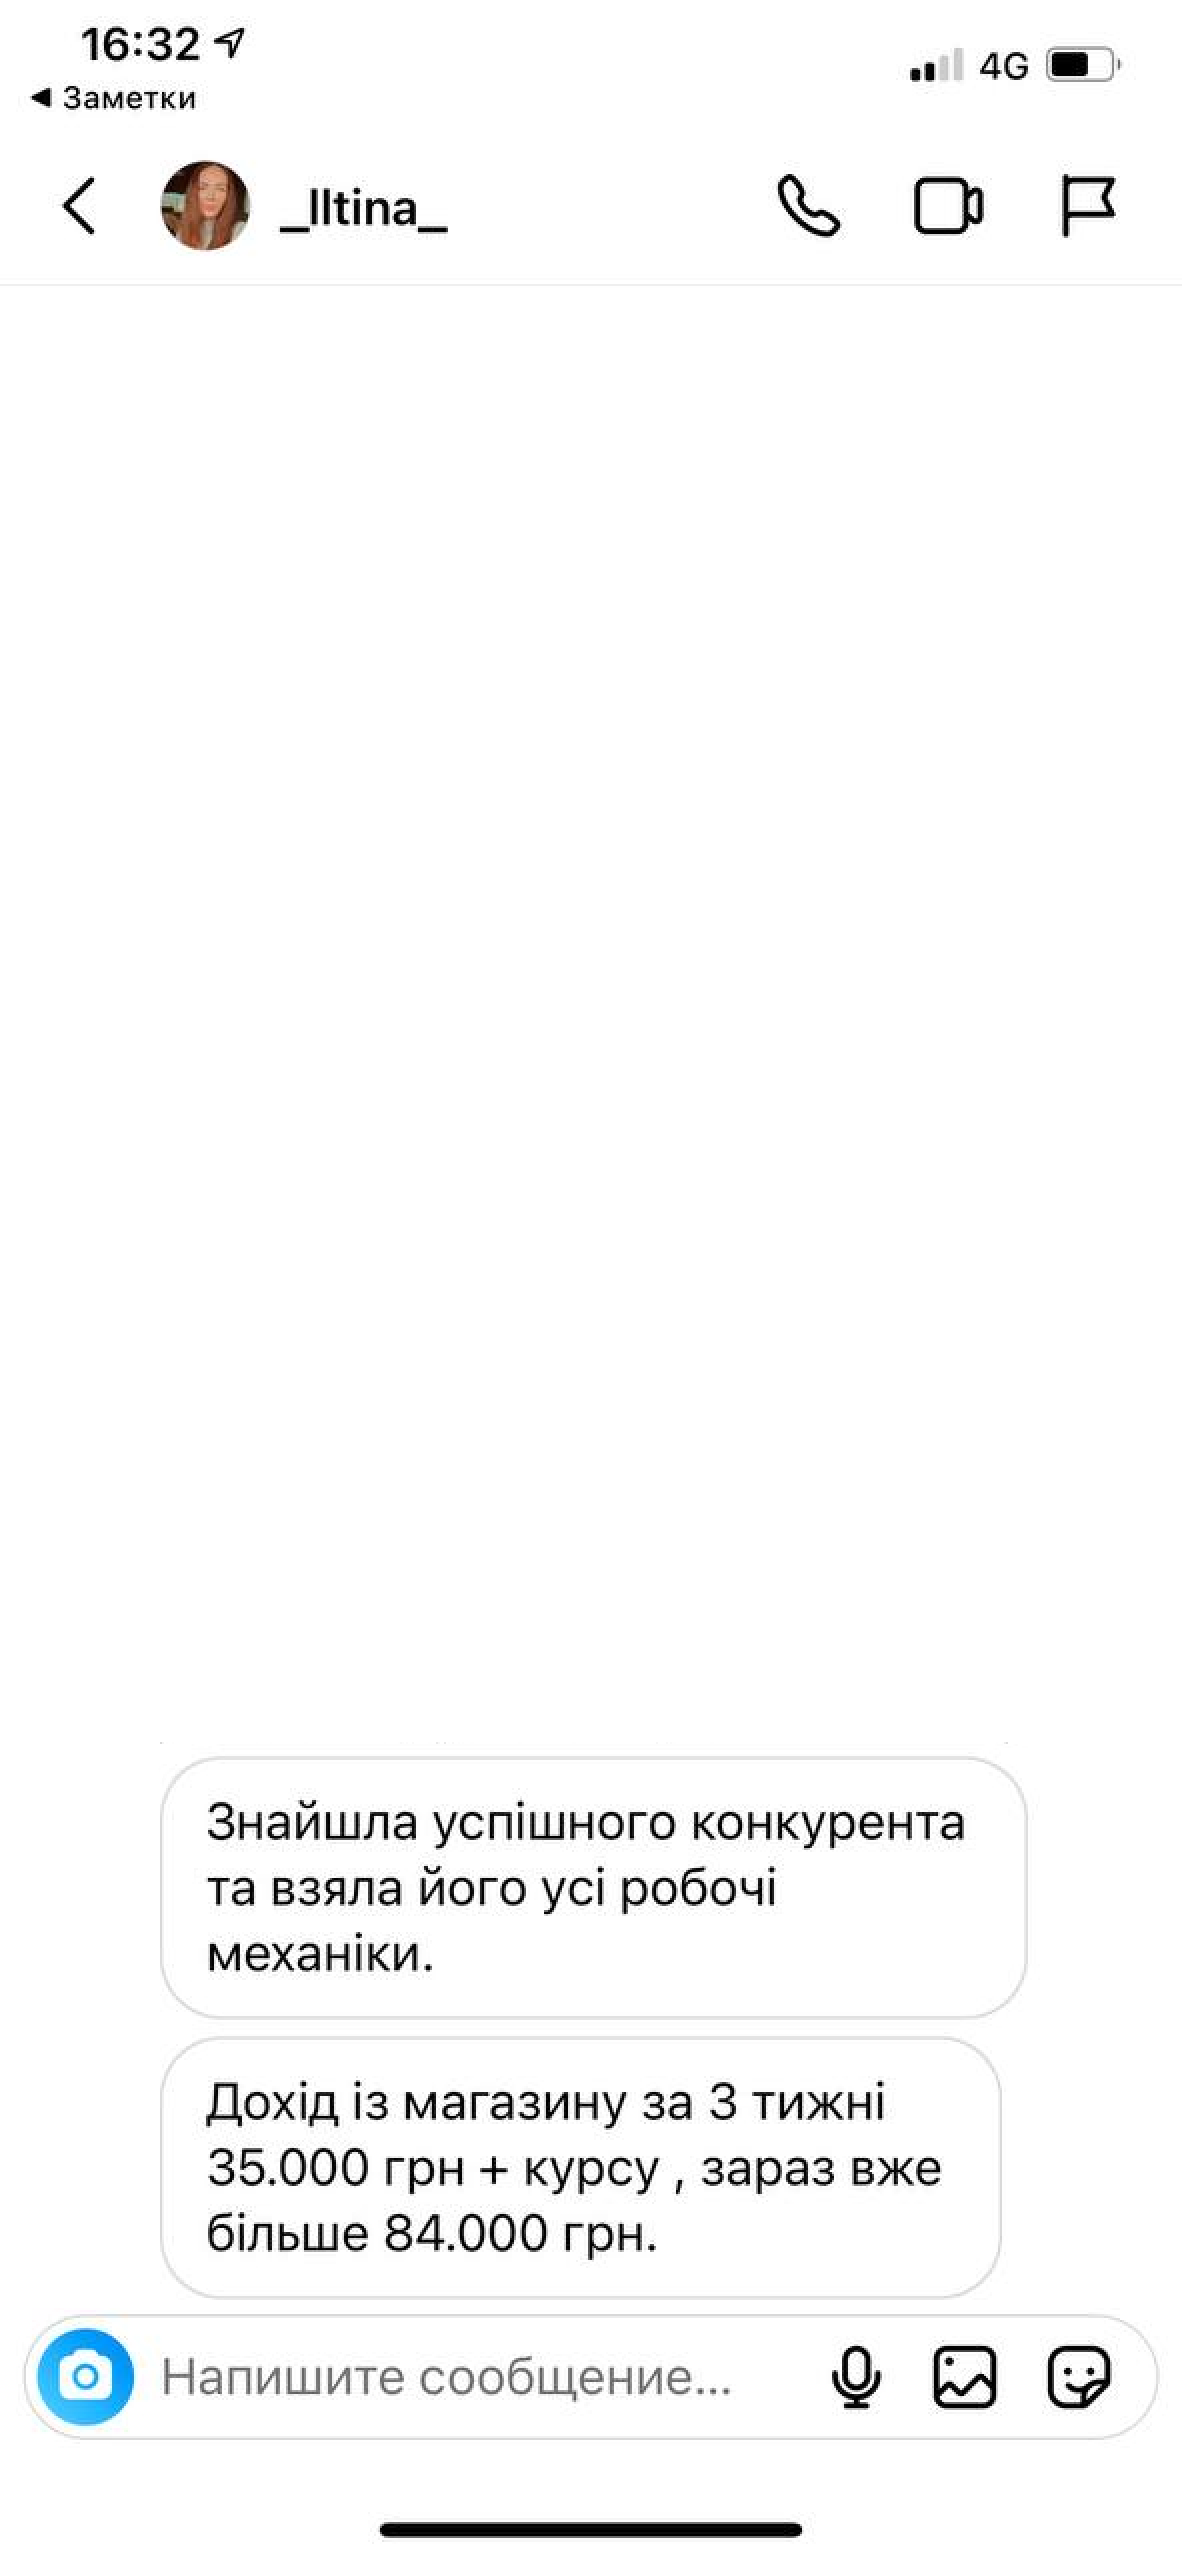 16:32
4G
◀ Заметки
_lltina_
Знайшла успішного конкурента
та взяла його усі робочі
механіки.
Дохід із магазину за 3 тижні
35.000 грн + курсу , зараз вже
більше 84.000 грн.
Напишите сообщение...